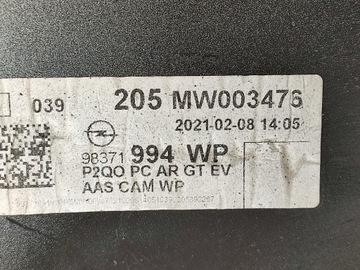 039
205 MW003476
2021-02-08 14:05
98371 994 WP
P2QO PC AR GT EV
AAS CAM WP